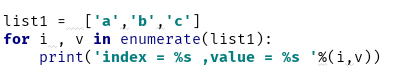 list1 =  ['a','b','c']
for i , v in enumerate(list1):
    print('index = %s ,value = %s '%(i,v))